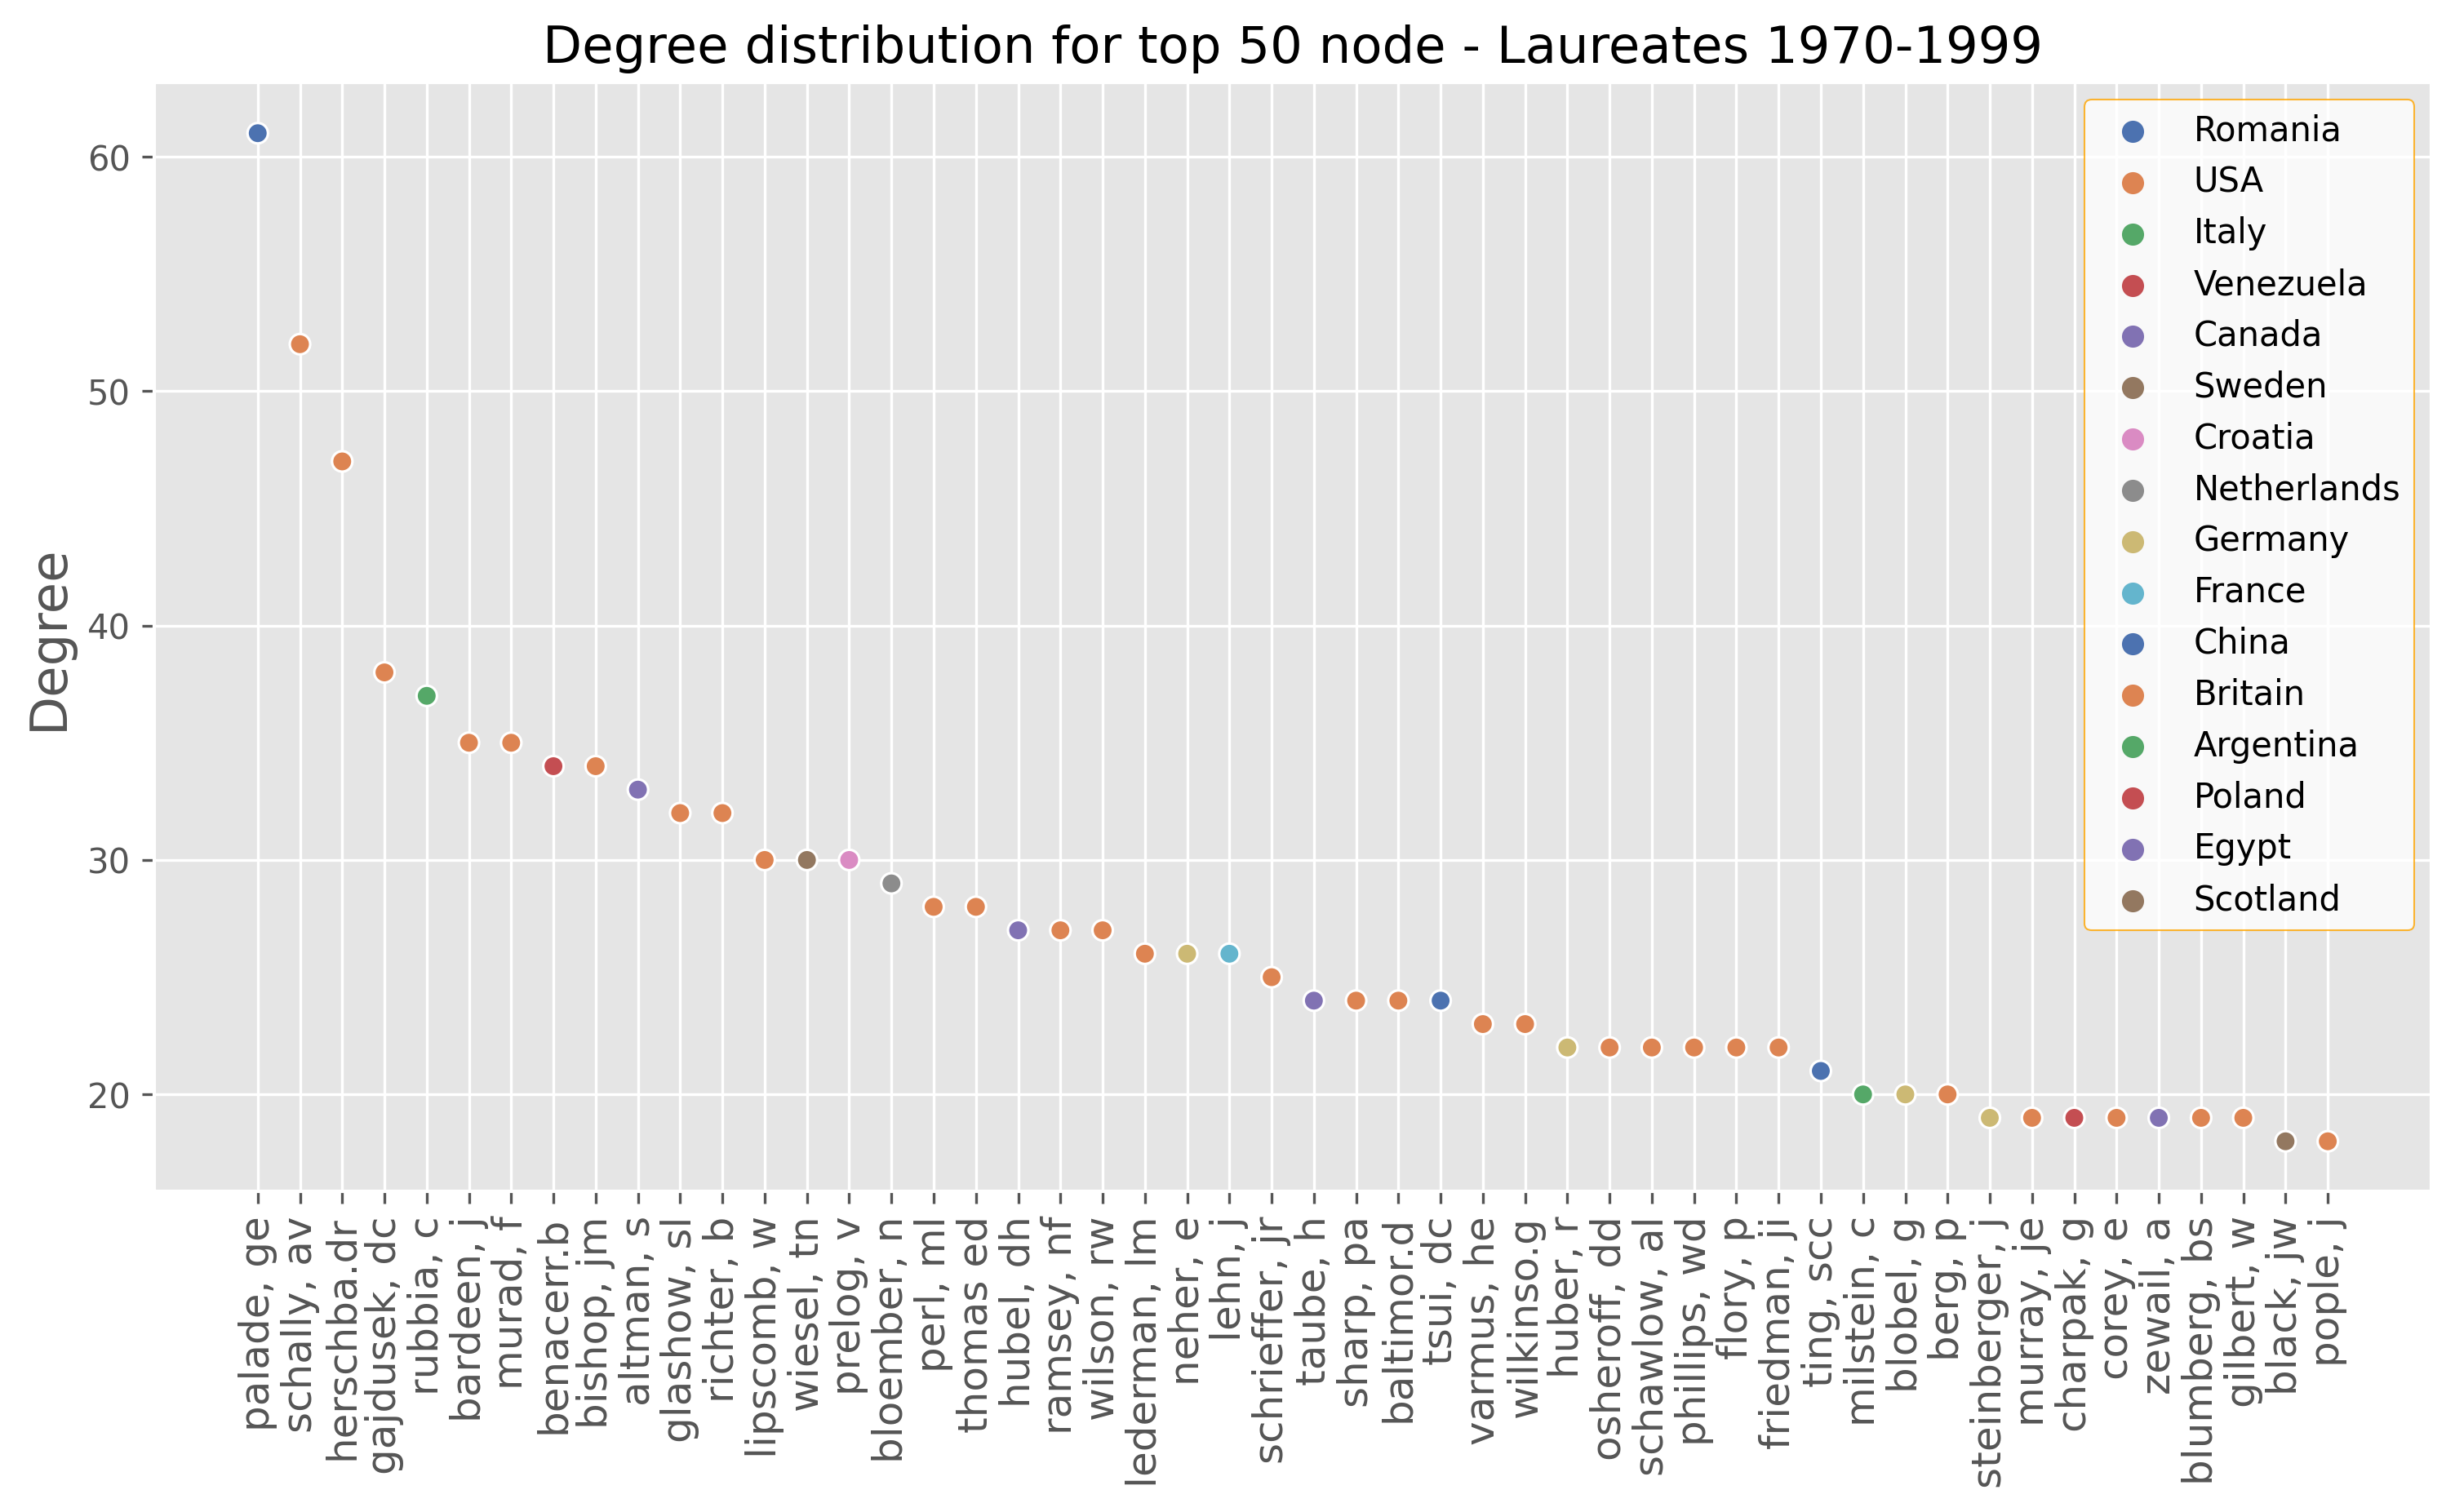 Degree distribution for top 50 node - Laureates 1970-1999
Degree
60
50
40
30
20
Romania
USA
Italy
Venezuela
Canada
Sweden
Croatia
Netherlands
Germany
France
China
Britain
Argentina
Poland
Egypt
Scotland
palade, ge
schally, av
herschba.dr
gajdusek, dc
rubbia, c
bardeen, j
murad, f
benacerr.b
bishop, jm
altman, s
glashow, sl
richter, b
lipscomb, w
wiesel, tn
prelog, v
bloember, n
perl, ml
thomas ed
hubel, dh
ramsey, nf
wilson, rw
lederman, lm
neher, e
lehn, j
schrieffer, jr
taube, h
sharp, pa
baltimor.d
tsui, dc
varmus, he
wilkinso.g
huber, r
osheroff, dd
schawlow, al
phillips, wd
flory, p
friedman, ji
ting, scc
milstein, c
blobel, g
berg, p
steinberger, j
murray, je
charpak, g
corey, e
zewail, a
blumberg, bs
gilbert, w
black, jw
pople, j